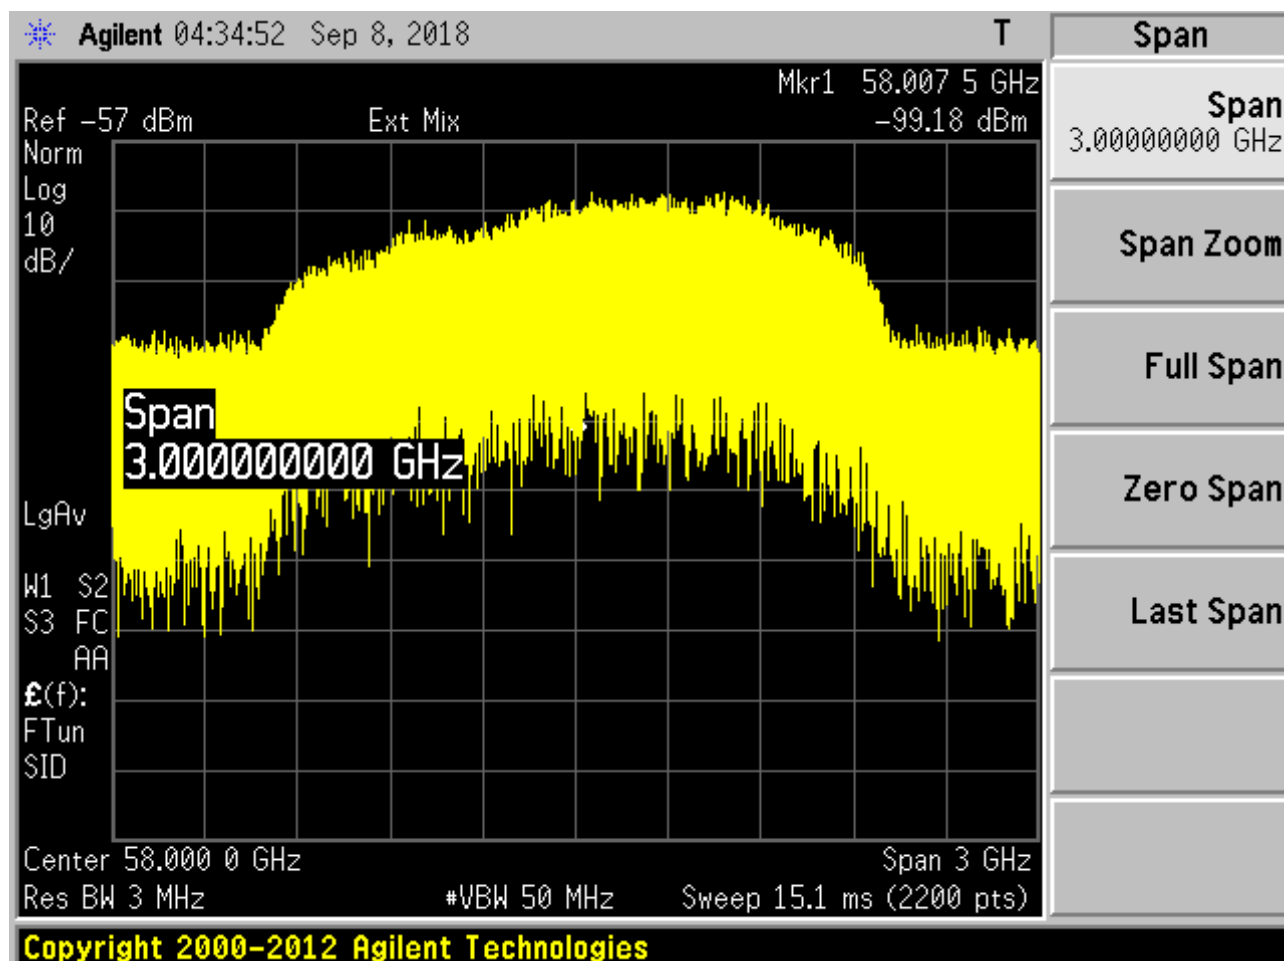 Agilent 04:34:52 Sep 8, 2018 T
Span
Mkr1 58.007 5 GHz
Ref -57 dBm Ext Mix -99.18 dBm
Norm
Log
10
dB/
Span
3.000000000 GHz
LgAv
W1 S2
S3 FC
AA
£(f):
FTun
SID
Center 58.000 0 GHz Span 3 GHz
Res BW 3 MHz #VBW 50 MHz Sweep 15.1 ms (2200 pts)
Span
3.00000000 GHz
Span Zoom
Full Span
Zero Span
Last Span
Copyright 2000-2012 Agilent Technologies